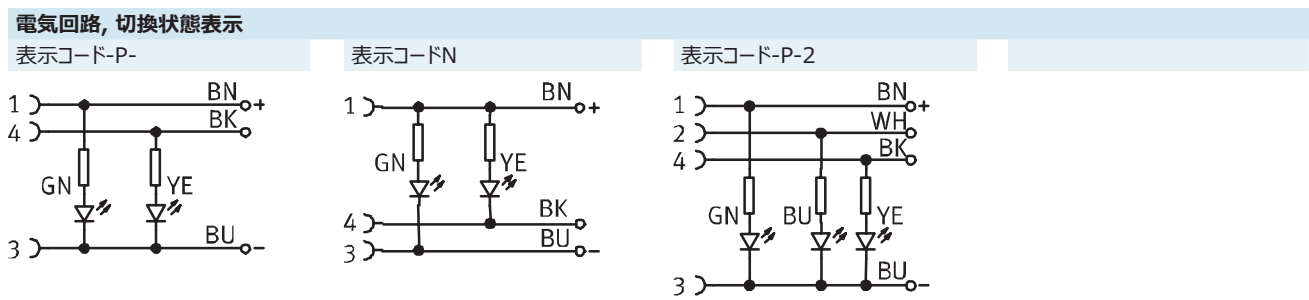 電気回路, 切換状態表示
表示コード-P-
1
BN
+
4
BK
GN
YE
3
BU
-
表示コードN
1
BN
+
GN
YE
4
BK
3
BU
-
表示コード-P-2
1
BN
+
2
WH
4
BK
GN
BU
YE
3
BU
-